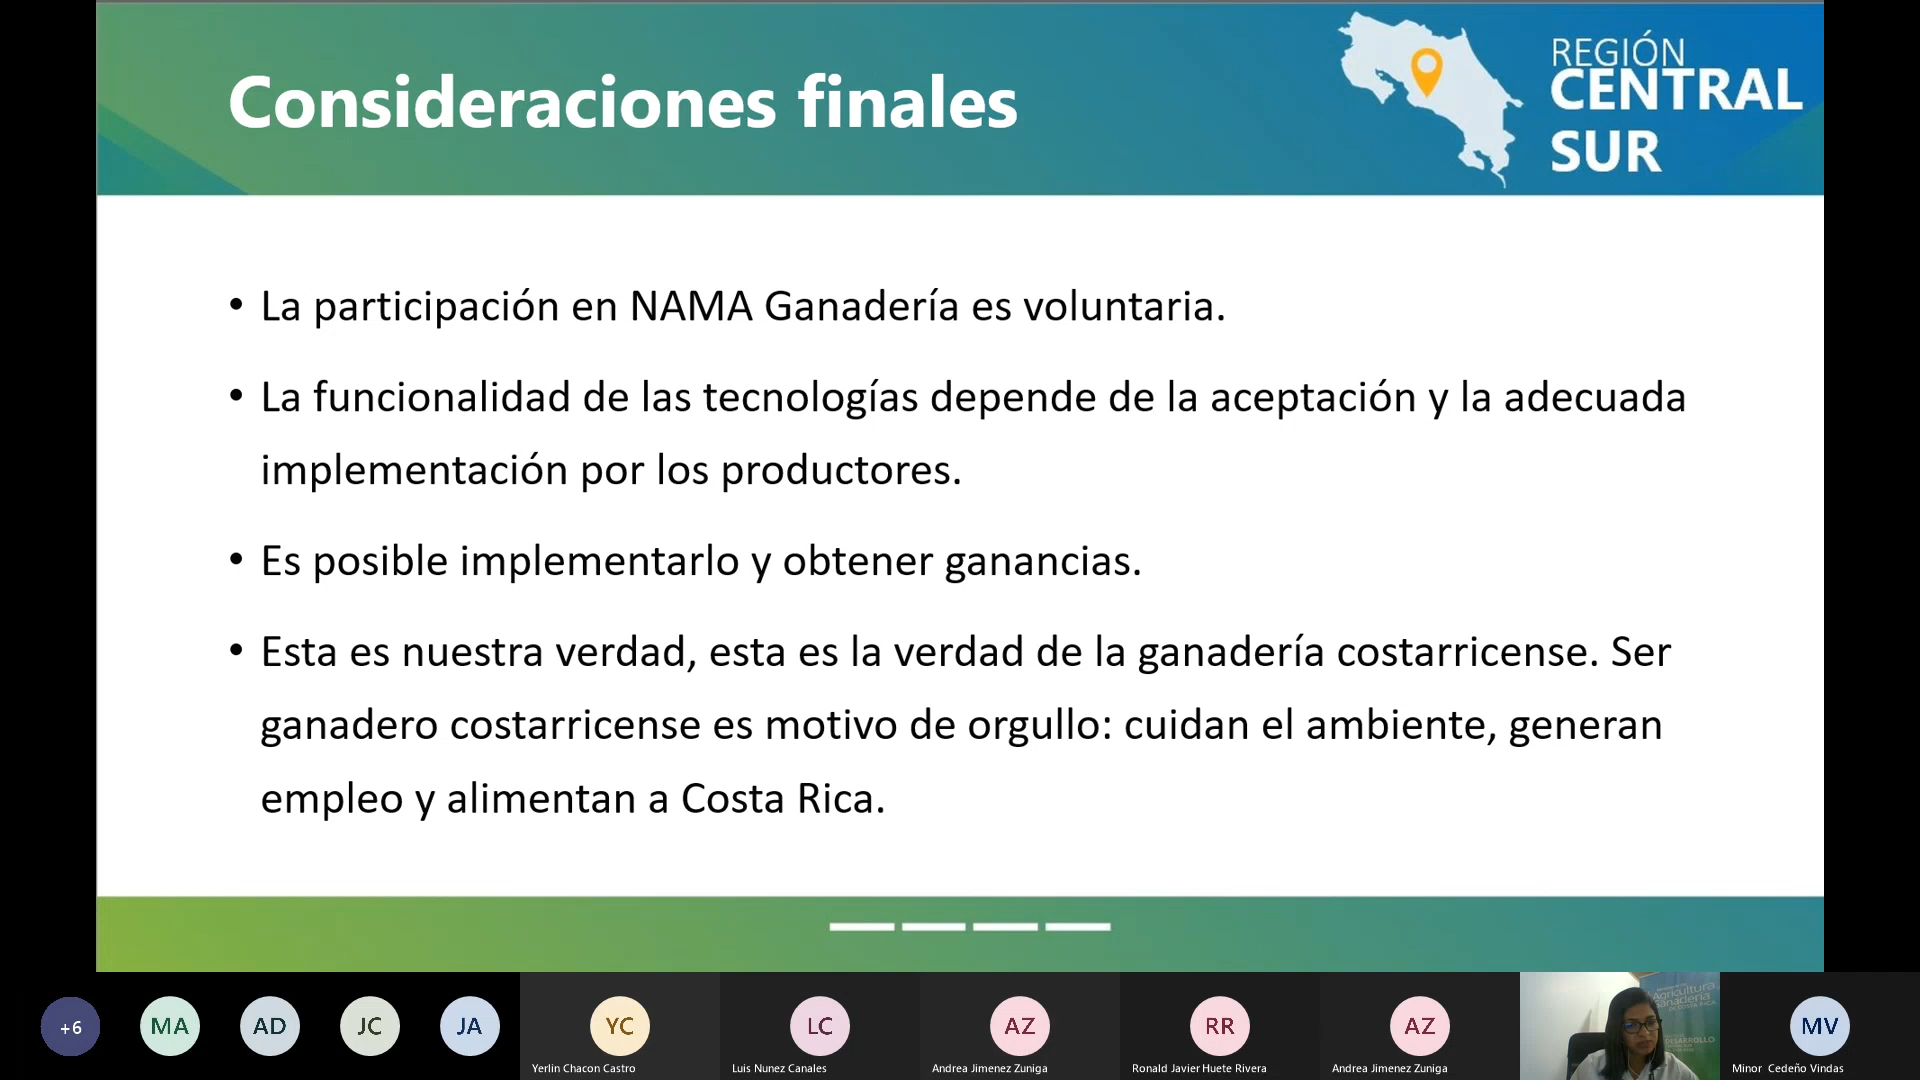 Consideraciones finales
REGIÓN
CENTRAL
SUR
• La participación en NAMA Ganadería es voluntaria.
• La funcionalidad de las tecnologías depende de la aceptación y la adecuada
implementación por los productores.
• Es posible implementarlo y obtener ganancias.
• Esta es nuestra verdad, esta es la verdad de la ganadería costarricense. Ser
ganadero costarricense es motivo de orgullo: cuidan el ambiente, generan
empleo y alimentan a Costa Rica.
+6
MA
AD
JC
JA
YC
Yerlin Chacon Castro
LC
Luis Nunez Canales
AZ
Andrea Jimenez Zuniga
RR
Ronald Javier Huete Rivera
AZ
Andrea Jimenez Zuniga
Agricultura
Ganadería
DESARROLLO
MV
Minor Cedeño Vindas